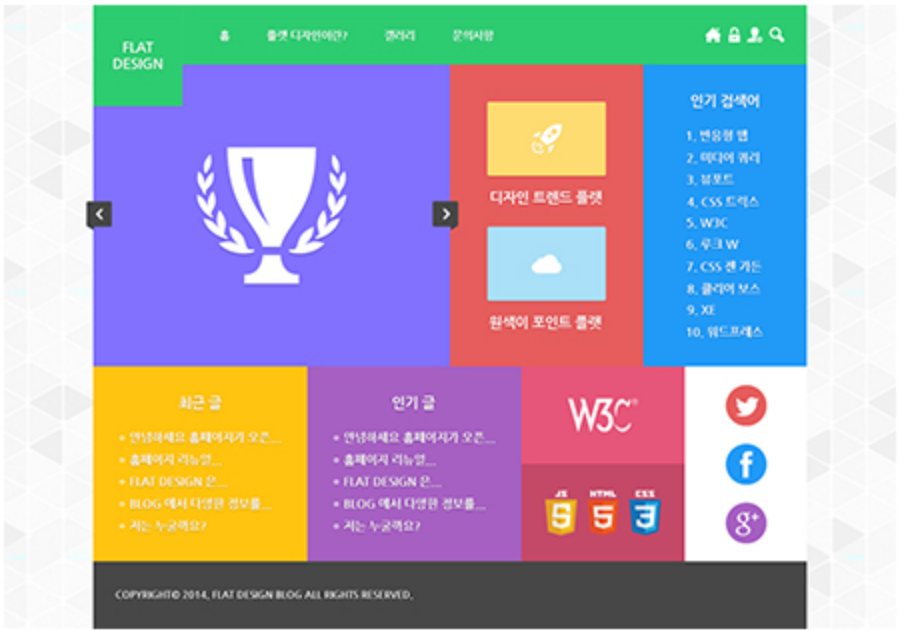 FLAT
DESIGN
홈
플랫 디자인이란?
갤러리
문의사항
디자인 트렌드 플랫
원색이 포인트 플랫
인기 검색어
1. 반응형 웹
2. 미디어 쿼리
3. 뷰포트
4. CSS 트릭스
5. W3C
6. 루크 W
7. CSS 젠 가든
8. 클리어 보스
9. XE
10. 워드프레스
최근 글
안녕하세요 홈페이지가 오픈...
홈페이지 리뉴얼...
FLAT DESIGN 은...
BLOG 에서 다양한 정보를...
저는 누굴까요?
인기 글
안녕하세요 홈페이지가 오픈...
홈페이지 리뉴얼...
FLAT DESIGN 은...
BLOG 에서 다양한 정보를...
저는 누굴까요?
W3C®
JS HTML CSS
5 5 3
f
g+
COPYRIGHT© 2014. FLAT DESIGN BLOG ALL RIGHTS RESERVED.